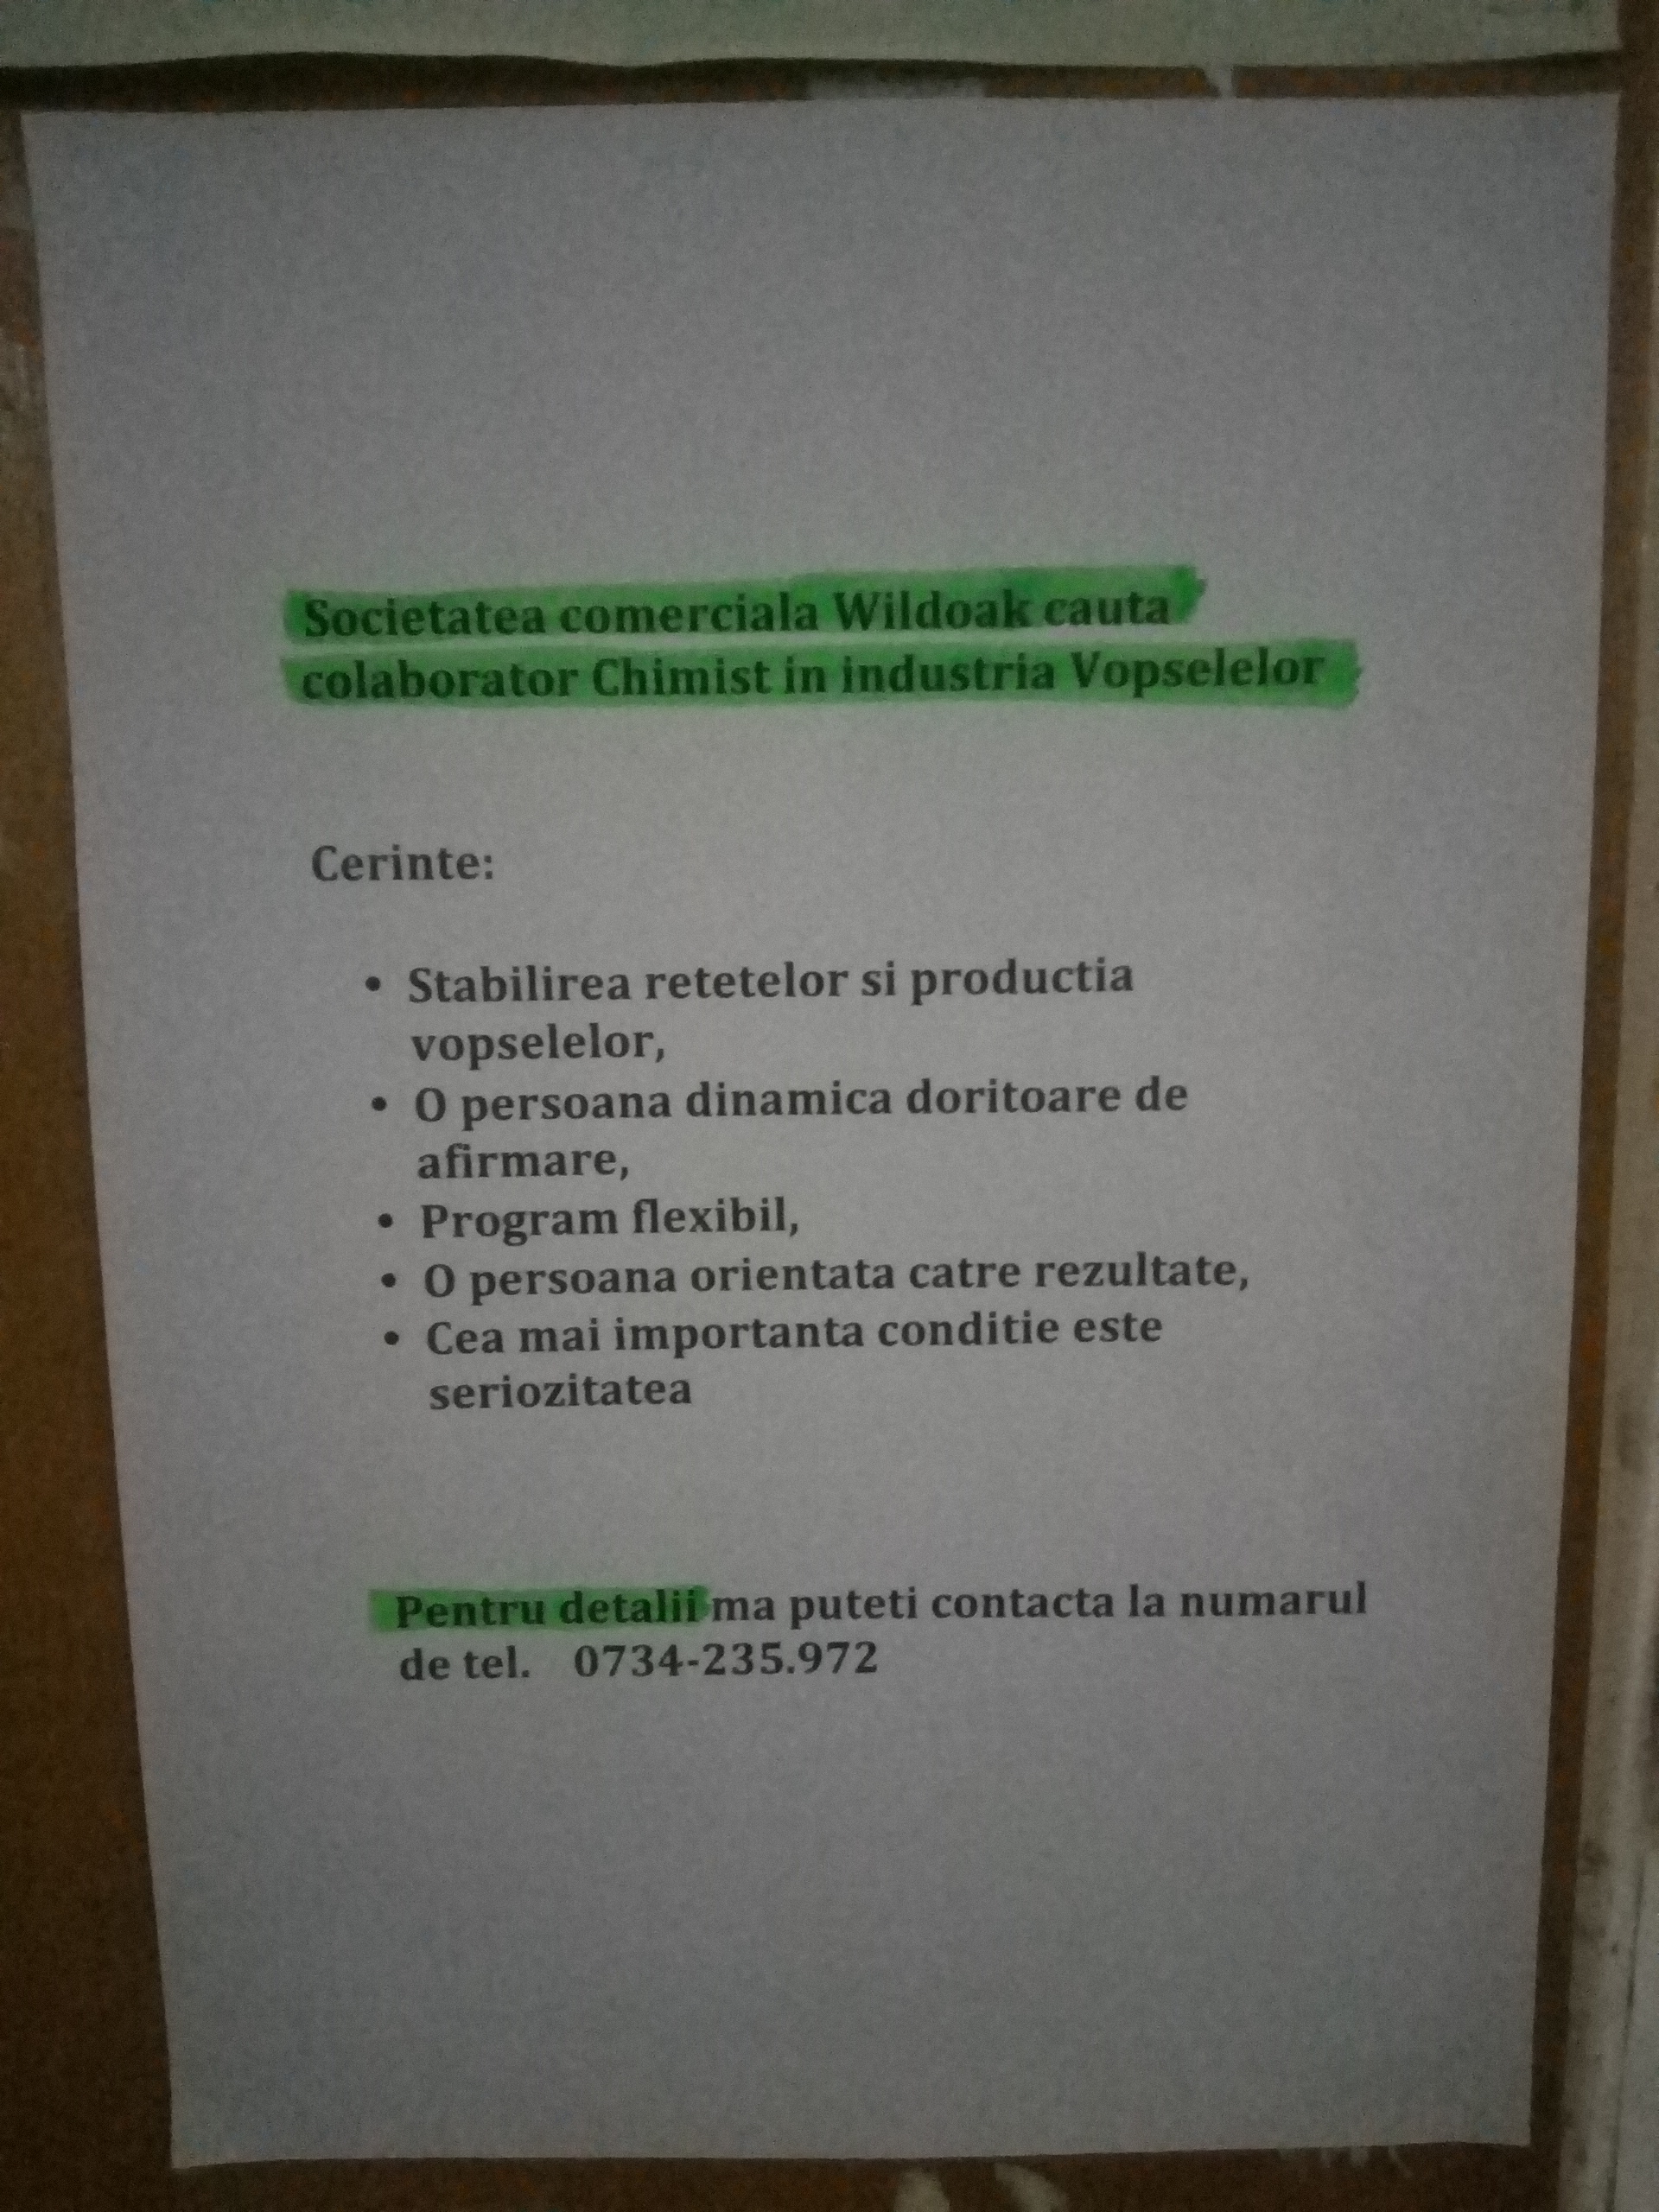 Societatea comerciala Wildoak cauta
colaborator Chimist in industria Vopselelor
Cerinte:
• Stabilirea retetelor si productia
vopselelor,
• O persoana dinamica doritoare de
afirmare,
• Program flexibil,
• O persoana orientata catre rezultate,
• Cea mai importanta conditie este
seriozitatea
Pentru detalii ma puteti contacta la numarul
de tel. 0734-235.972